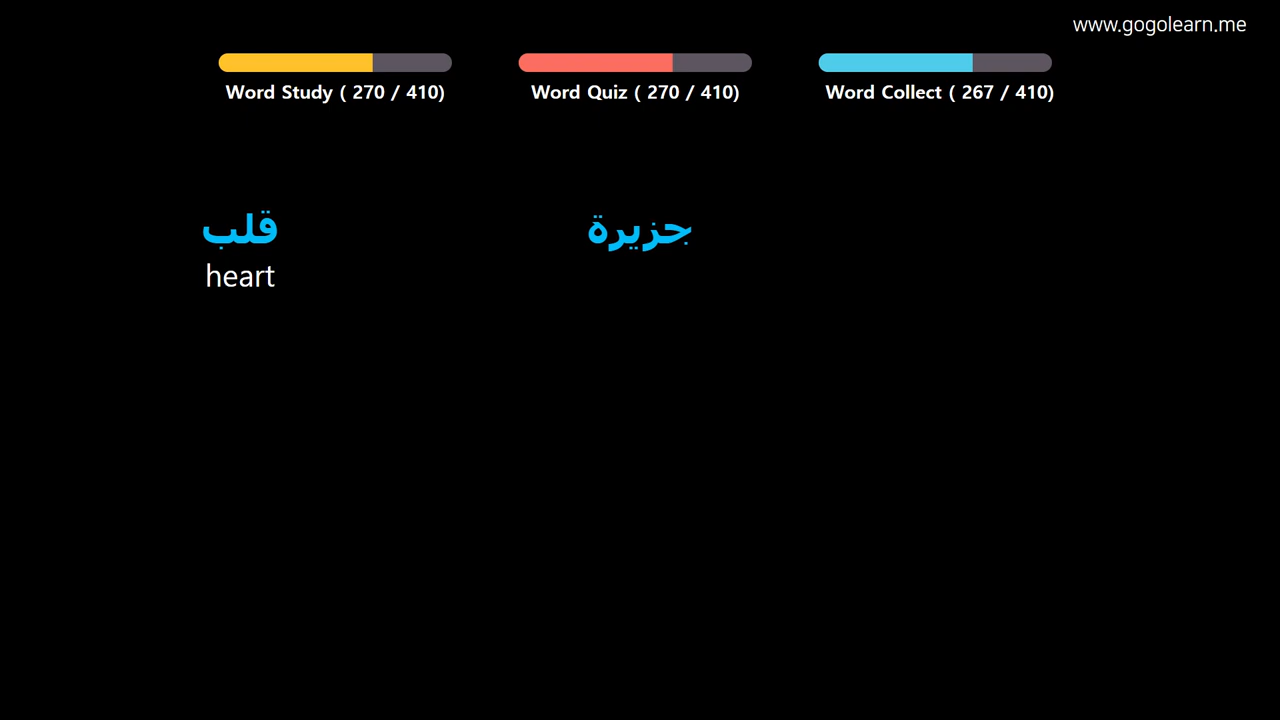 www.gogolearn.me
Word Study ( 270 / 410)
Word Quiz ( 270 / 410)
Word Collect ( 267 / 410)
قلب
heart
جزيرة